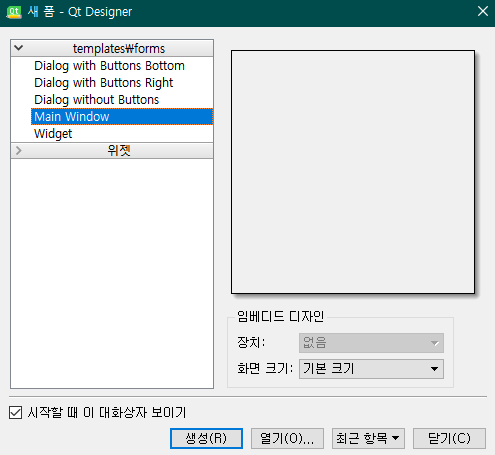 Qt 새 폼 - Qt Designer
templates₩forms
Dialog with Buttons Bottom
Dialog with Buttons Right
Dialog without Buttons
Main Window
Widget
위젯
임베디드 디자인
장치: 없음
화면 크기: 기본 크기
시작할 때 이 대화상자 보이기
생성(R) 열기(O)... 최근 항목 닫기(C)